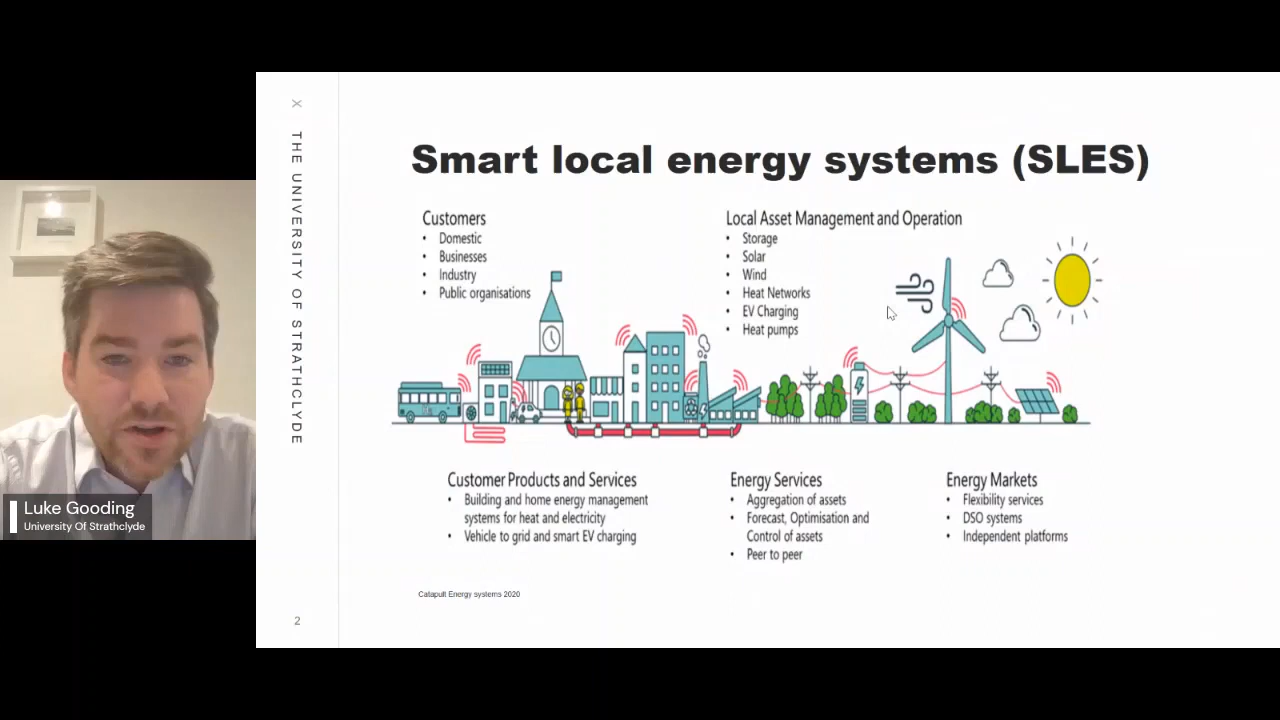 X THE UNIVERSITY OF STRATHCLYDE
Smart local energy systems (SLES)
Customers
• Domestic
• Businesses
• Industry
• Public organisations
Local Asset Management and Operation
• Storage
• Solar
• Wind
• Heat Networks
• EV Charging
• Heat pumps
Customer Products and Services
• Building and home energy management
systems for heat and electricity
• Vehicle to grid and smart EV charging
Energy Services
• Aggregation of assets
• Forecast, Optimisation and
Control of assets
• Peer to peer
Energy Markets
• Flexibility services
• DSO systems
• Independent platforms
Catapult Energy systems 2020
2
Luke Gooding
University Of Strathclyde